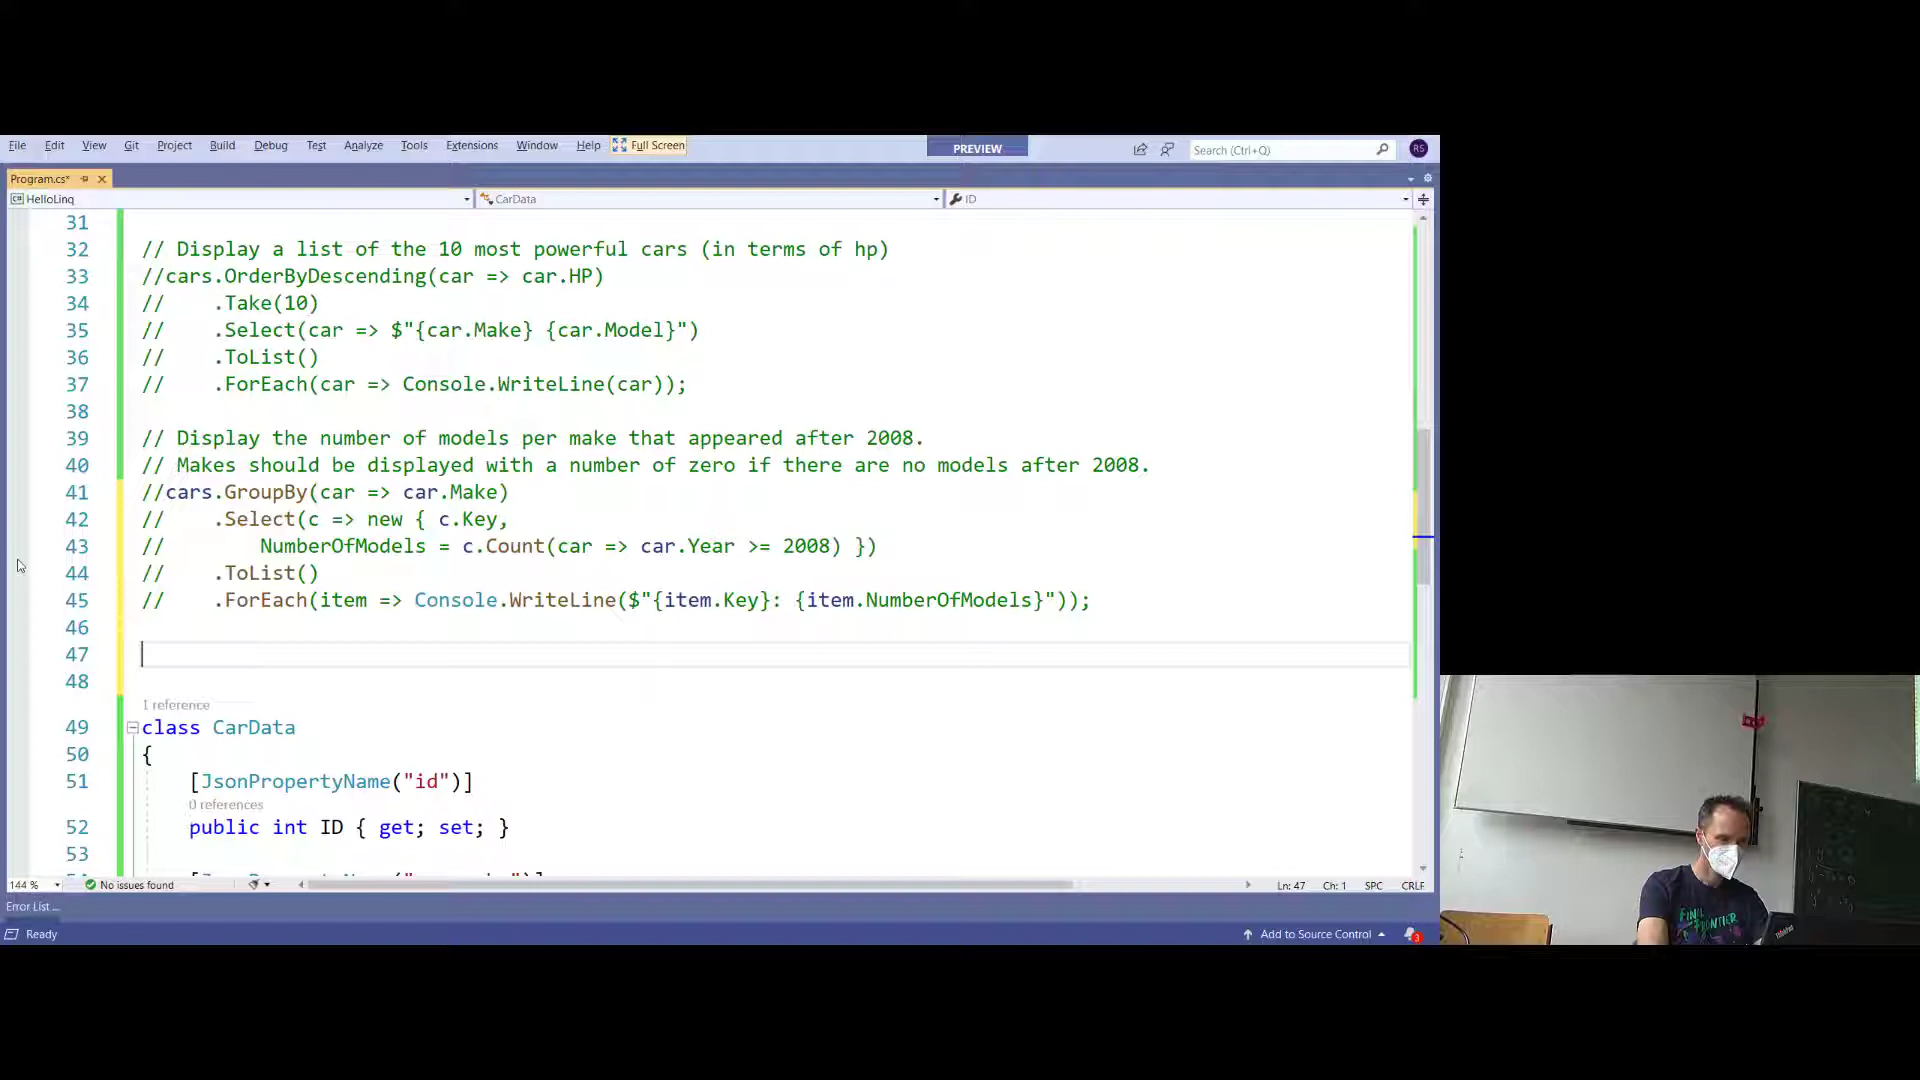 File Edit View Git Project Build Debug Test Analyze Tools Extensions Window Help Full Screen PREVIEW Search (Ctrl+Q) RS
Program.cs*
HelloLinq CarData ID
31
32 // Display a list of the 10 most powerful cars (in terms of hp)
33 //cars.OrderByDescending(car => car.HP)
34 //    .Take(10)
35 //    .Select(car => $"{car.Make} {car.Model}")
36 //    .ToList()
37 //    .ForEach(car => Console.WriteLine(car));
38
39 // Display the number of models per make that appeared after 2008.
40 // Makes should be displayed with a number of zero if there are no models after 2008.
41 //cars.GroupBy(car => car.Make)
42 //    .Select(c => new { c.Key,
43 //        NumberOfModels = c.Count(car => car.Year >= 2008) })
44 //    .ToList()
45 //    .ForEach(item => Console.WriteLine($"{item.Key}: {item.NumberOfModels}"));
46
47
48
1 reference
49 class CarData
50 {
51     [JsonPropertyName("id")]
0 references
52     public int ID { get; set; }
53
144 % No issues found Ln: 47 Ch: 1 SPC CRLF
Error List ...
Ready Add to Source Control 3
FINAL
FRONTIER
ThinkPad